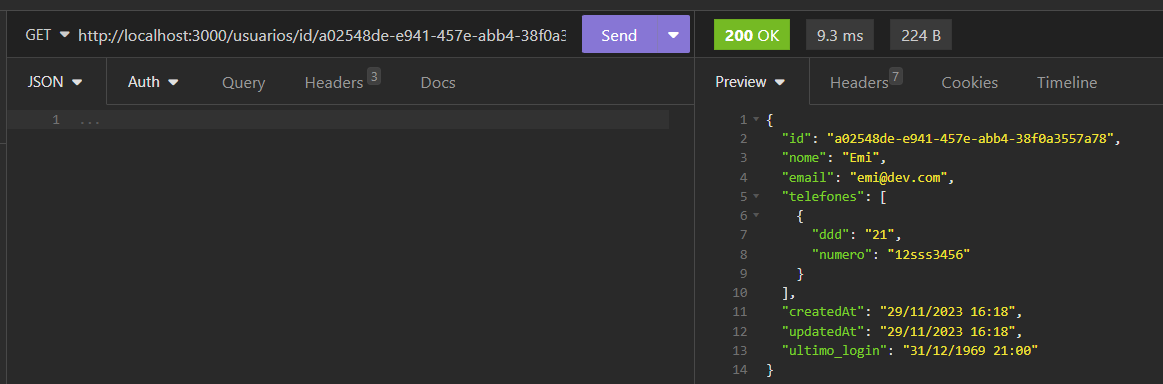 GET http://localhost:3000/usuarios/id/a02548de-e941-457e-abb4-38f0a3 Send
JSON Auth Query Headers 3 Docs
1 ...
200 OK 9.3 ms 224 B
Preview Headers 7 Cookies Timeline
1 {
2 "id": "a02548de-e941-457e-abb4-38f0a3557a78",
3 "nome": "Emi",
4 "email": "emi@dev.com",
5 "telefones": [
6 {
7 "ddd": "21",
8 "numero": "12sss3456"
9 }
10 ],
11 "createdAt": "29/11/2023 16:18",
12 "updatedAt": "29/11/2023 16:18",
13 "ultimo_login": "31/12/1969 21:00"
14 }